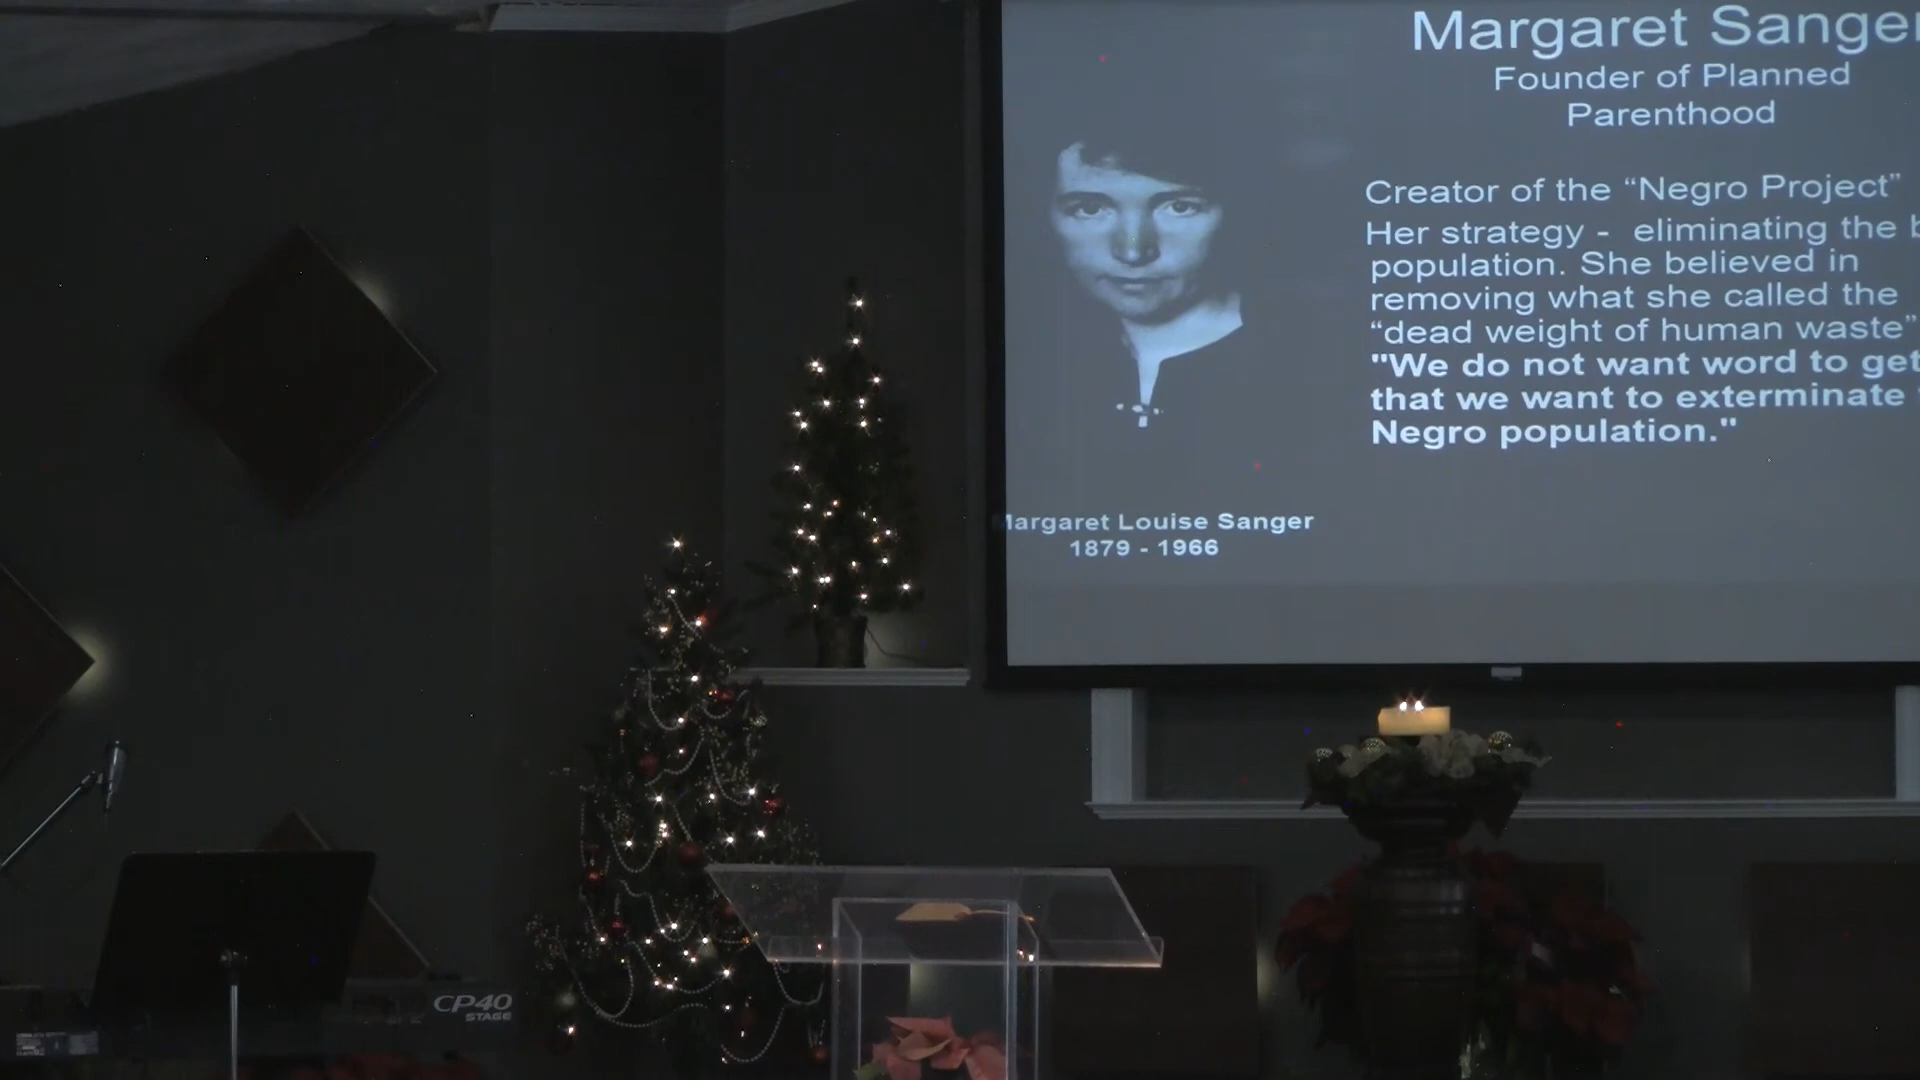 Margaret Sanger
Founder of Planned
Parenthood
Creator of the “Negro Project”
Her strategy - eliminating the
population. She believed in
removing what she called the
“dead weight of human waste”
"We do not want word to get
that we want to exterminate
Negro population."
Margaret Louise Sanger
1879 - 1966
CP40
STAGE